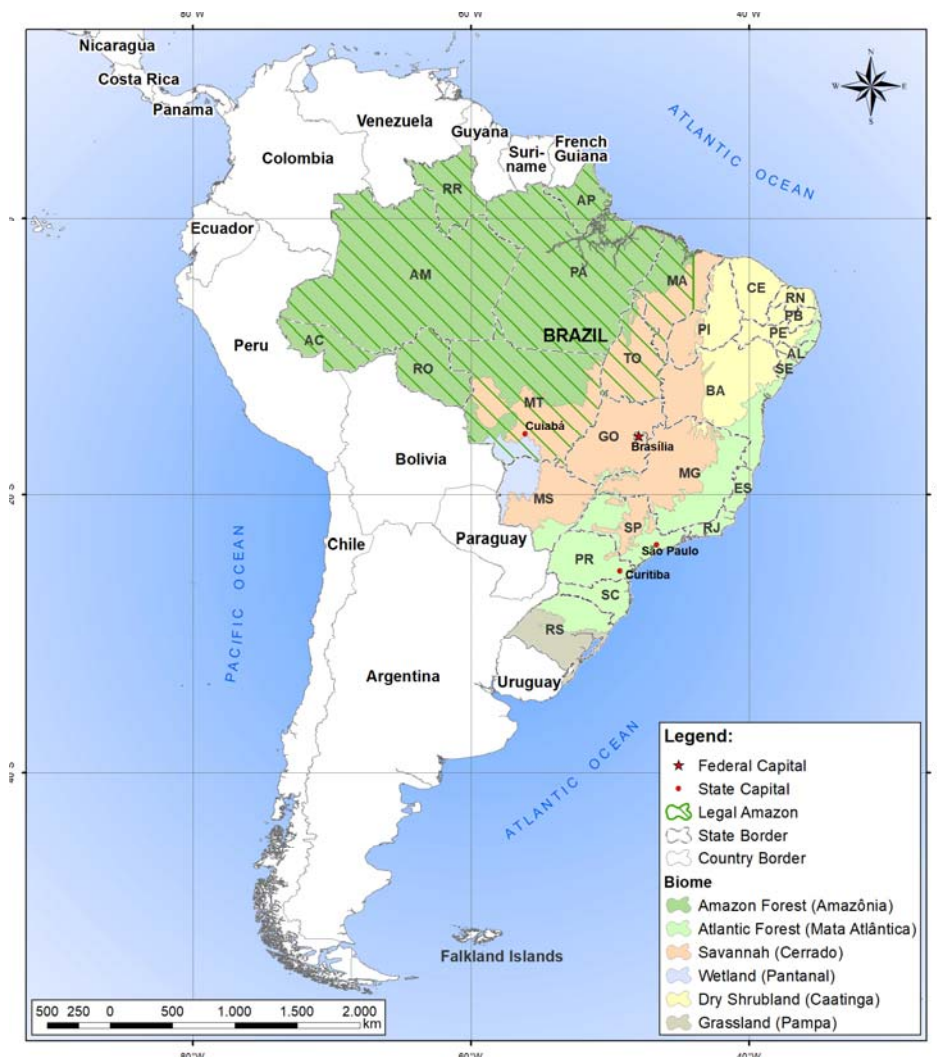 80°W
60°W
40°W
Nicaragua
Costa Rica
Panama
Venezuela
Guyana
Suri-
name
French
Guiana
Colombia
ATLANTIC OCEAN
N
W
E
S
RR
AP
Ecuador
AM
PA
MA
CE
RN
PB
PE
AL
SE
PI
BRAZIL
Peru
AC
RO
TO
BA
MT
Cuiabá
GO
Brasília
Bolivia
MG
MS
ES
Paraguay
SP
RJ
São Paulo
Chile
PR
Curitiba
SC
PACIFIC OCEAN
RS
Argentina
Uruguay
ATLANTIC OCEAN
Falkland Islands
Legend:
Federal Capital
State Capital
Legal Amazon
State Border
Country Border
Biome
Amazon Forest (Amazônia)
Atlantic Forest (Mata Atlântica)
Savannah (Cerrado)
Wetland (Pantanal)
Dry Shrubland (Caatinga)
Grassland (Pampa)
500 250 0 500 1.000 1.500 2.000
km
60°W
40°W